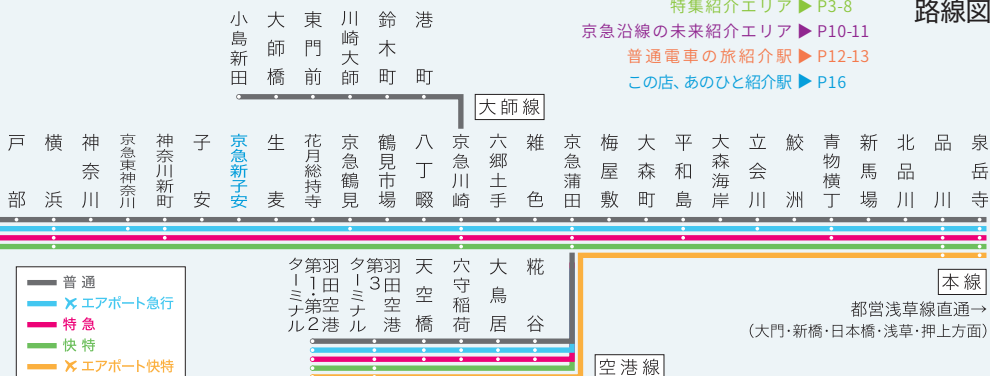 特集紹介エリア ▶ P3-8
路線図
京急沿線の未来紹介エリア ▶ P10-11
普通電車の旅紹介駅 ▶ P12-13
この店、あのひと紹介駅 ▶ P16
小島新田
大師橋
東門前
川崎大師
鈴木町
港町
大師線
戸部
横浜
神奈川
京急東神奈川
神奈川新町
子安
京急新子安
生麦
花月総持寺
京急鶴見
鶴見市場
八丁畷
京急川崎
六郷土手
雑色
京急蒲田
梅屋敷
大森町
平和島
大森海岸
立会川
鮫洲
青物横丁
新馬場
北品川
品川
泉岳寺
羽田空港
第1・第2
ターミナル
羽田空港
第3
ターミナル
天空橋
穴守稲荷
大鳥居
糀谷
本線
都営浅草線直通→
（大門・新橋・日本橋・浅草・押上方面）
空港線
普通
エアポート急行
特急
快特
エアポート快特